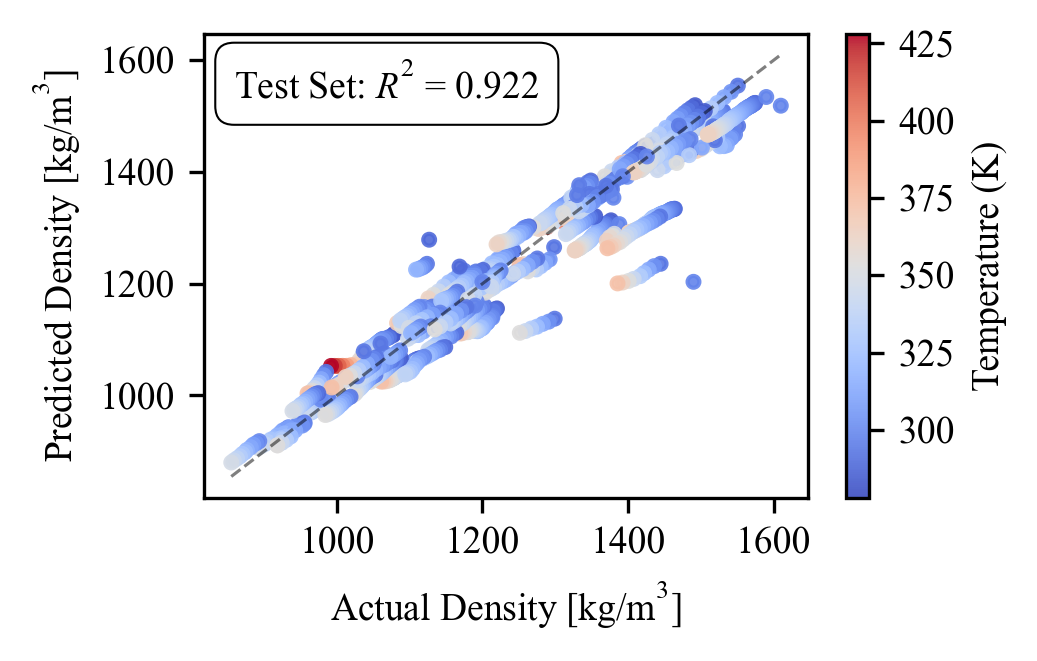 Test Set: R² = 0.922
Predicted Density [kg/m³]
1600
1400
1200
1000
1000 1200 1400 1600
Actual Density [kg/m³]
425
400
375
350
325
300
Temperature (K)